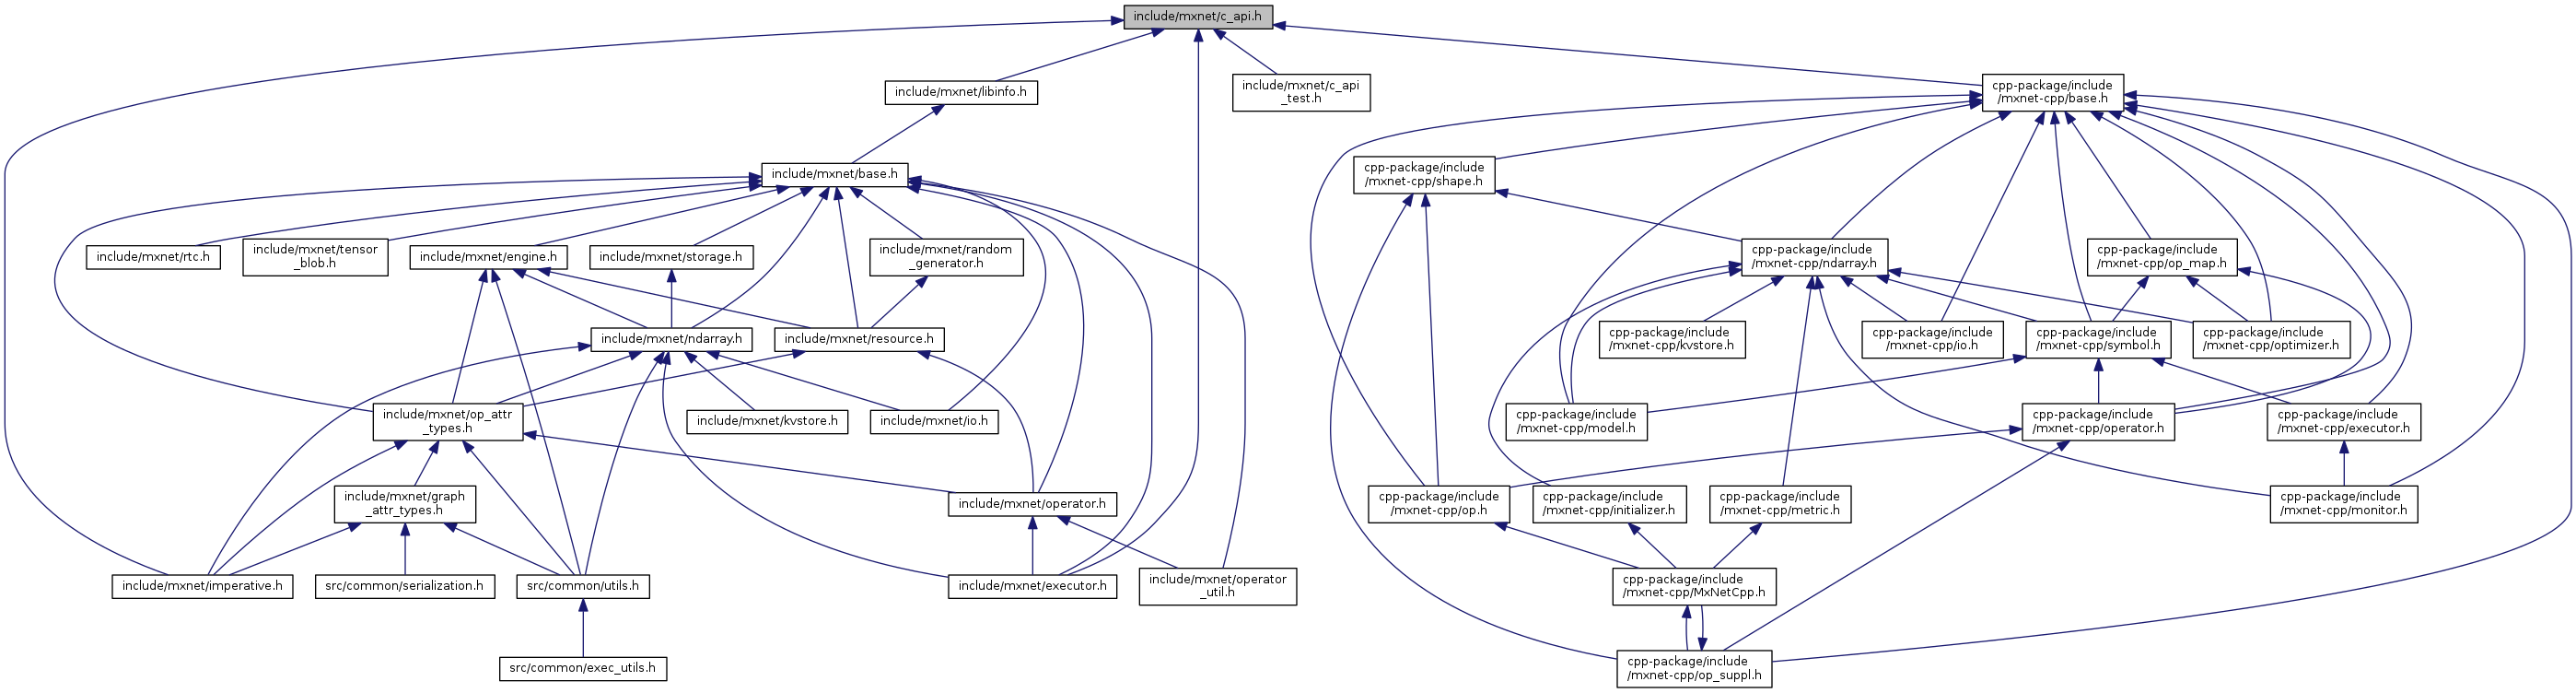 include/mxnet/c_api.h
include/mxnet/libinfo.h
include/mxnet/c_api
_test.h
cpp-package/include
/mxnet-cpp/base.h
include/mxnet/base.h
cpp-package/include
/mxnet-cpp/shape.h
include/mxnet/rtc.h
include/mxnet/tensor
_blob.h
include/mxnet/engine.h
include/mxnet/storage.h
include/mxnet/random
_generator.h
cpp-package/include
/mxnet-cpp/ndarray.h
cpp-package/include
/mxnet-cpp/op_map.h
include/mxnet/ndarray.h
include/mxnet/resource.h
cpp-package/include
/mxnet-cpp/kvstore.h
cpp-package/include
/mxnet-cpp/io.h
cpp-package/include
/mxnet-cpp/symbol.h
cpp-package/include
/mxnet-cpp/optimizer.h
include/mxnet/op_attr
_types.h
include/mxnet/kvstore.h
include/mxnet/io.h
cpp-package/include
/mxnet-cpp/model.h
cpp-package/include
/mxnet-cpp/operator.h
cpp-package/include
/mxnet-cpp/executor.h
include/mxnet/graph
_attr_types.h
include/mxnet/operator.h
cpp-package/include
/mxnet-cpp/op.h
cpp-package/include
/mxnet-cpp/initializer.h
cpp-package/include
/mxnet-cpp/metric.h
cpp-package/include
/mxnet-cpp/monitor.h
include/mxnet/imperative.h
src/common/serialization.h
src/common/utils.h
include/mxnet/executor.h
include/mxnet/operator
_util.h
cpp-package/include
/mxnet-cpp/MxNetCpp.h
src/common/exec_utils.h
cpp-package/include
/mxnet-cpp/op_suppl.h